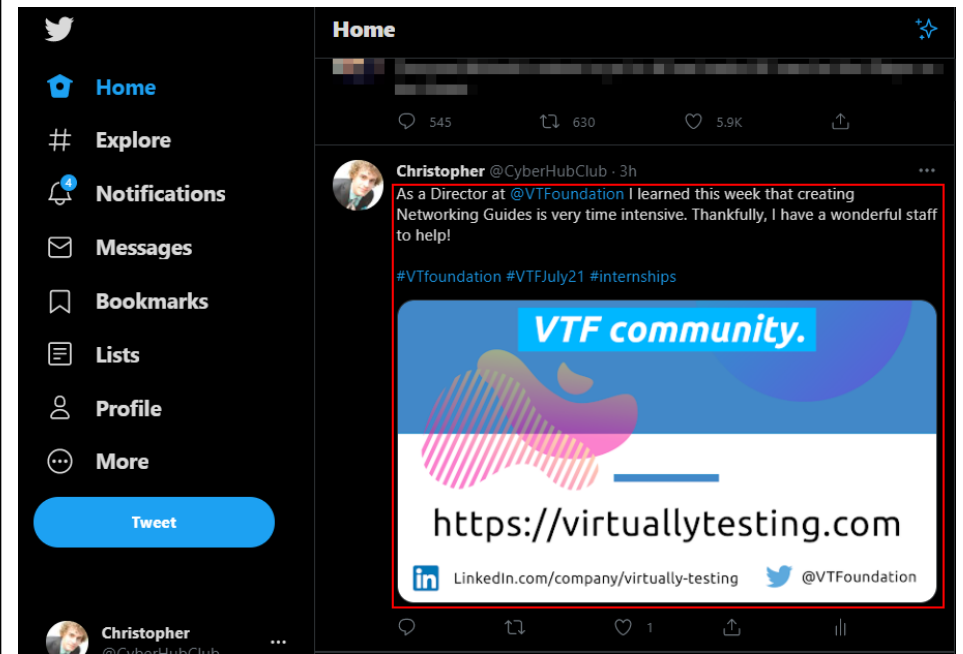 Home
Explore
4
Notifications
Messages
Bookmarks
Lists
Profile
More
Tweet
Christopher
@CyberHubClub
Home
545 630 5.9K
Christopher @CyberHubClub · 3h
As a Director at @VTFoundation I learned this week that creating
Networking Guides is very time intensive. Thankfully, I have a wonderful staff
to help!
#VTfoundation #VTFJuly21 #internships
VTF community.
https://virtuallytesting.com
in LinkedIn.com/company/virtually-testing @VTFoundation
1